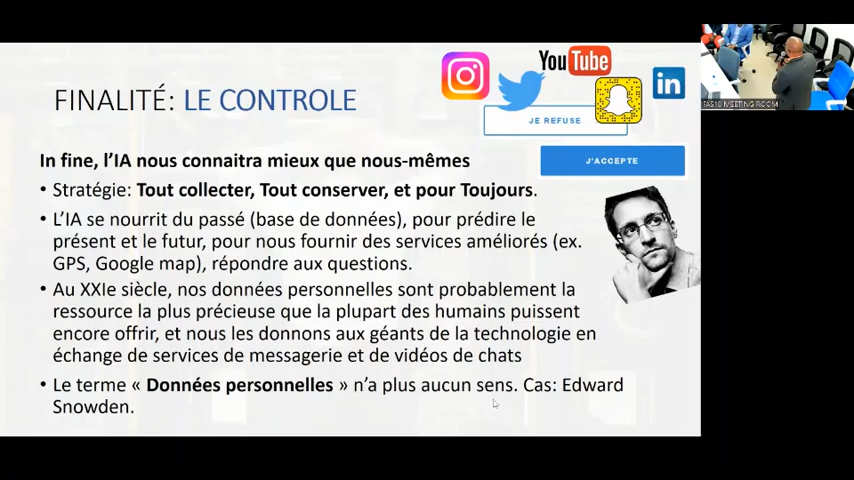 YouTube
in
FINALITÉ: LE CONTROLE
JE REFUSE
J'ACCEPTE
In fine, l'IA nous connaitra mieux que nous-mêmes
• Stratégie: Tout collecter, Tout conserver, et pour Toujours.
• L'IA se nourrit du passé (base de données), pour prédire le
présent et le futur, pour nous fournir des services améliorés (ex.
GPS, Google map), répondre aux questions.
• Au XXIe siècle, nos données personnelles sont probablement la
ressource la plus précieuse que la plupart des humains puissent
encore offrir, et nous les donnons aux géants de la technologie en
échange de services de messagerie et de vidéos de chats
• Le terme « Données personnelles » n'a plus aucun sens. Cas: Edward
Snowden.
MEETING ROOM